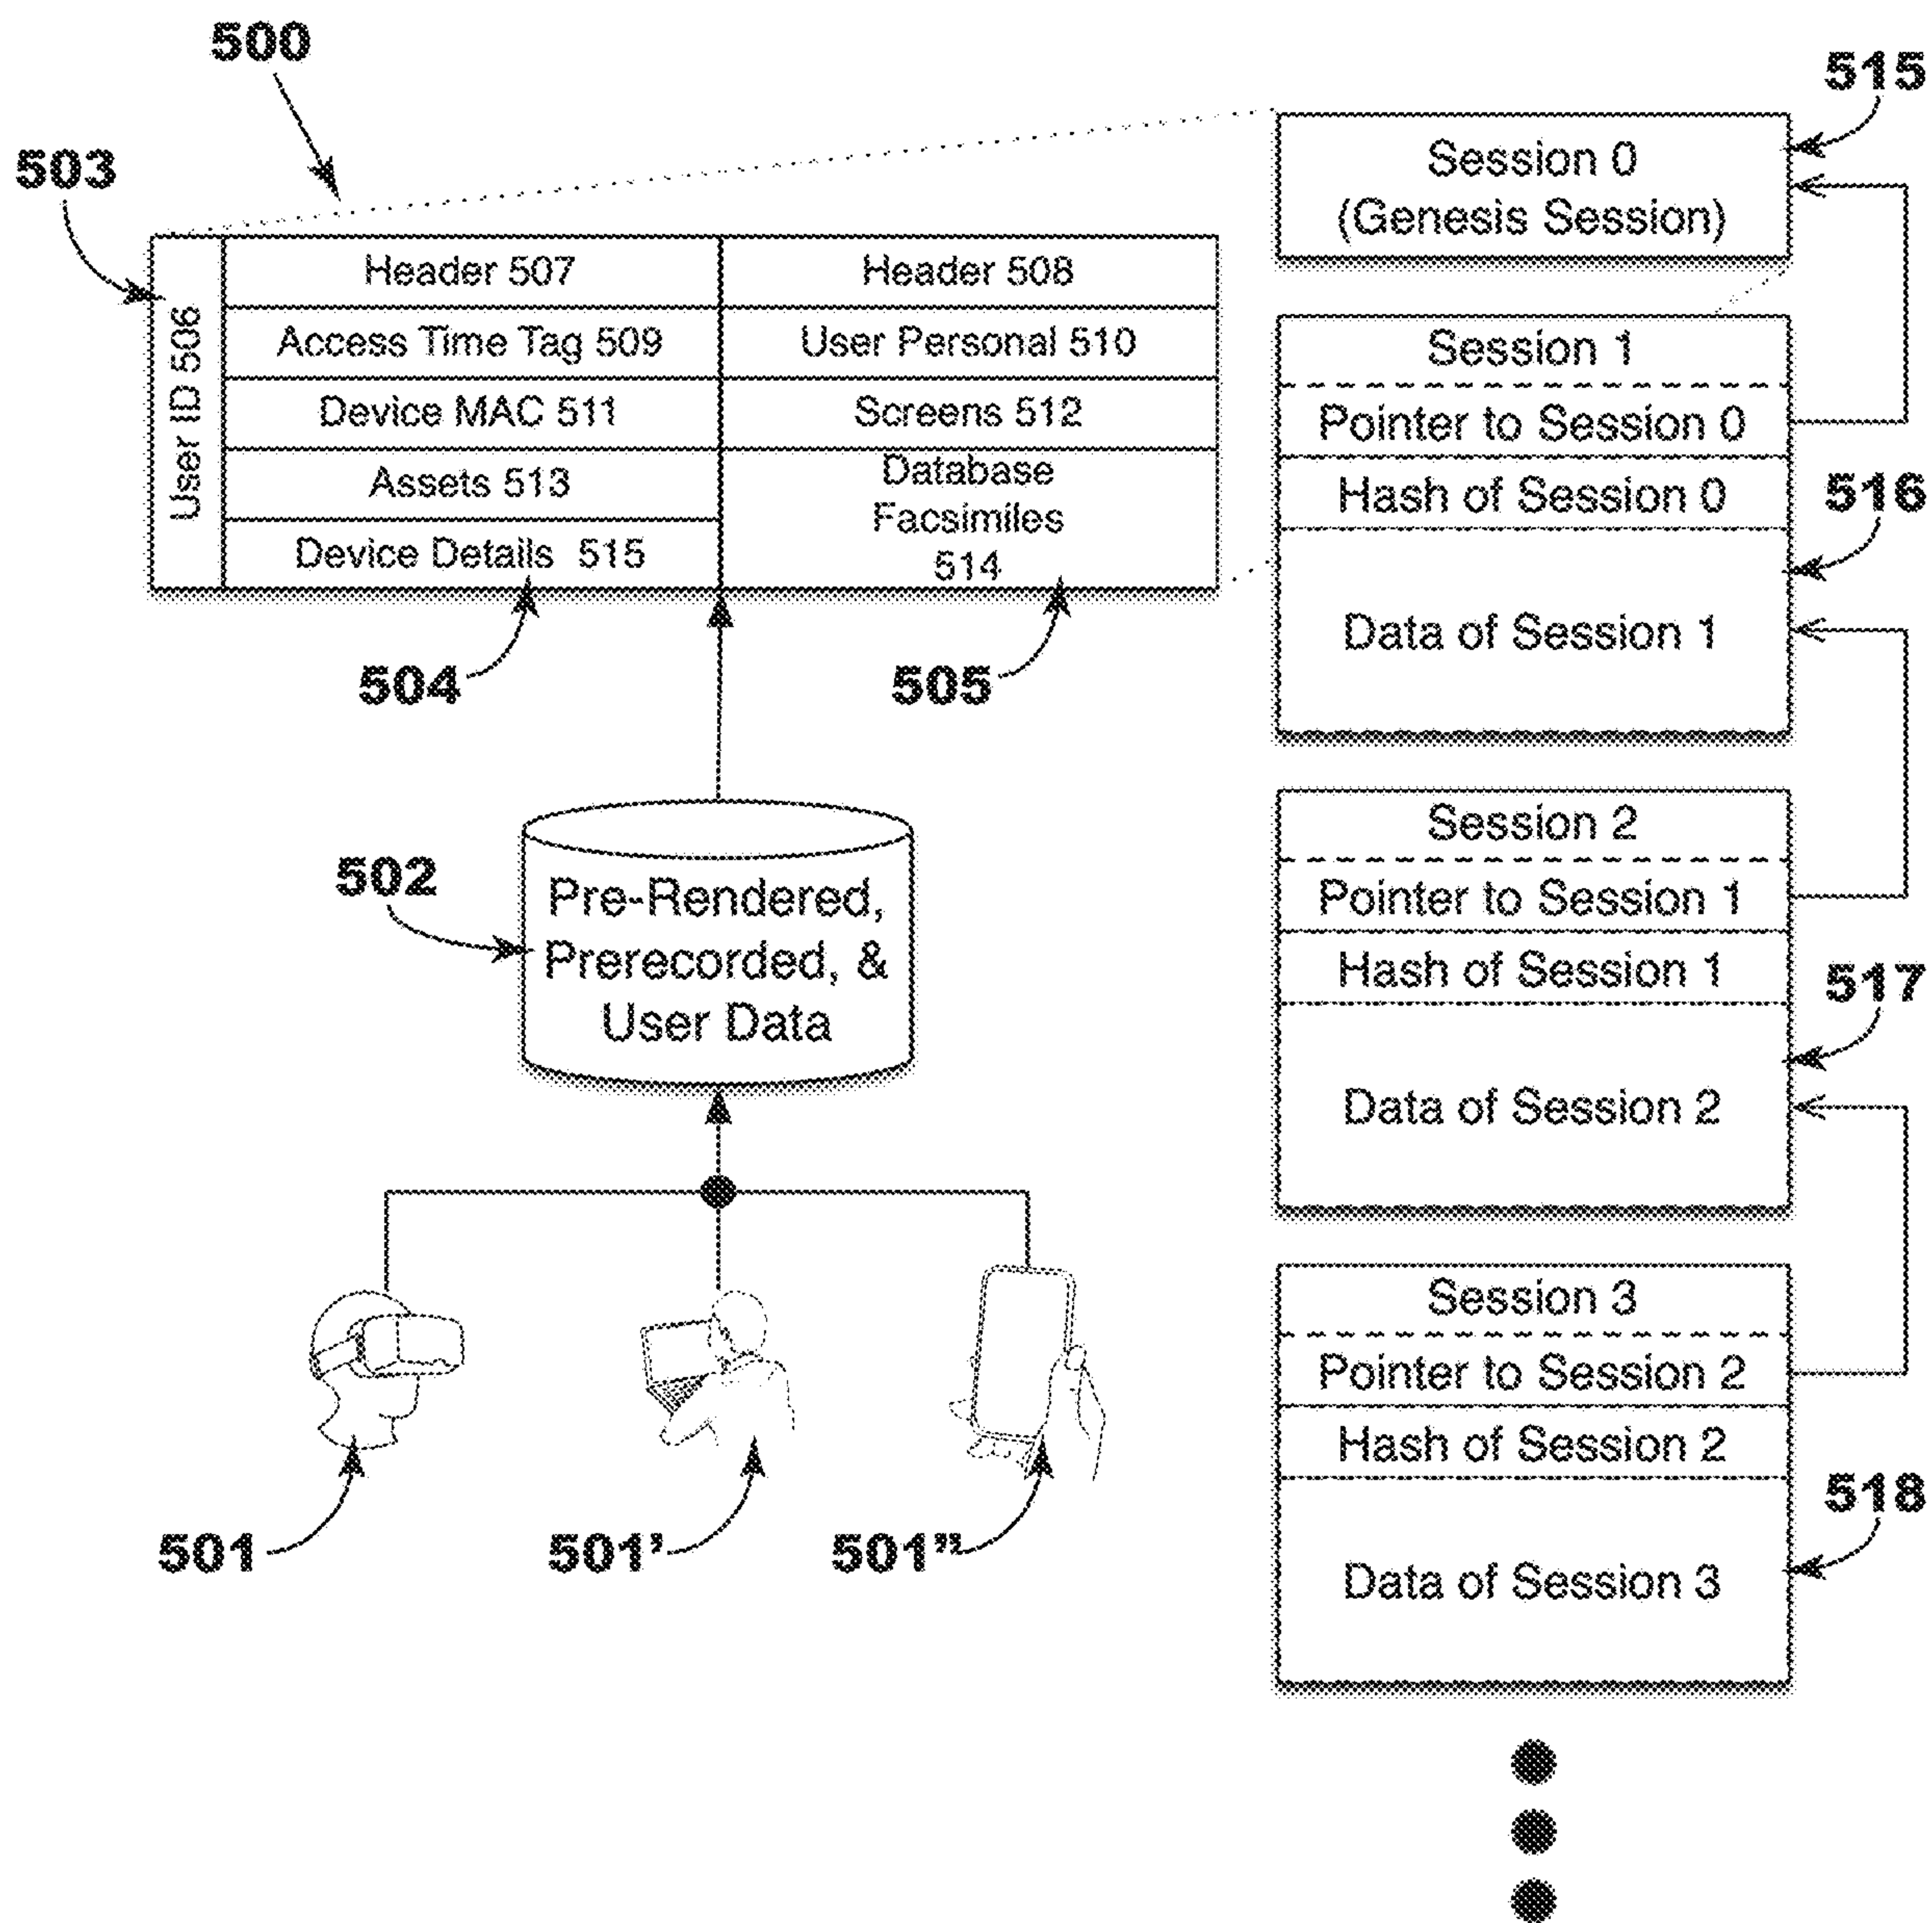 500
503
User ID 506
Header 507
Header 508
Access Time Tag 509
User Personal 510
Device MAC 511
Screens 512
Assets 513
Database
Facsimiles
514
Device Details 515
504
505
502
Pre-Rendered,
Prerecorded, &
User Data
501
501'
501"
515
Session 0
(Genesis Session)
Session 1
Pointer to Session 0
Hash of Session 0
516
Data of Session 1
Session 2
Pointer to Session 1
Hash of Session 1
517
Data of Session 2
Session 3
Pointer to Session 2
Hash of Session 2
518
Data of Session 3